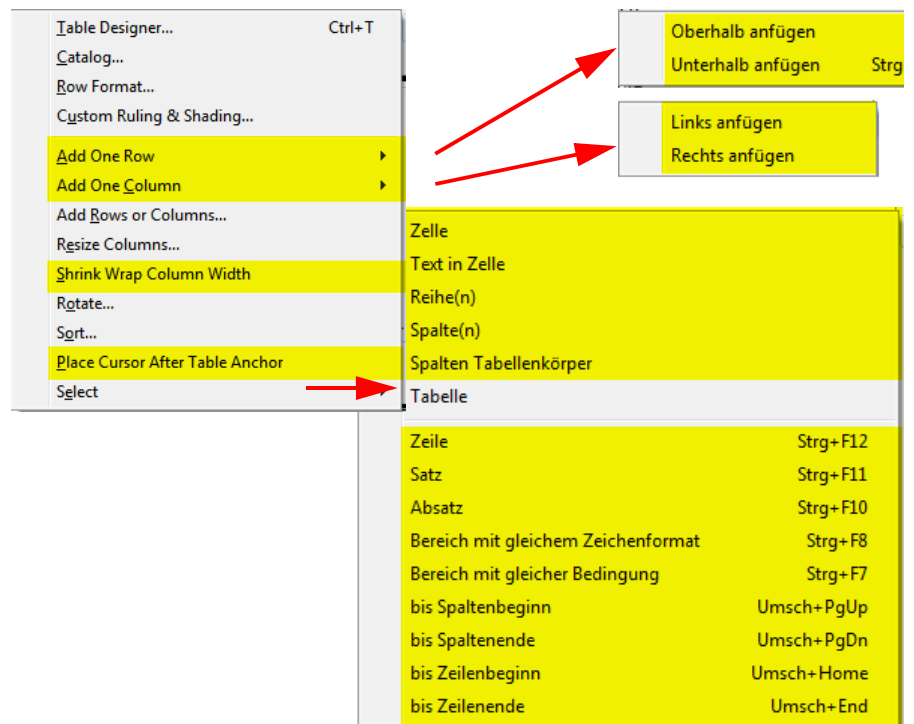 Table Designer... Ctrl+T
Catalog...
Row Format...
Custom Ruling & Shading...
Add One Row
Add One Column
Add Rows or Columns...
Resize Columns...
Shrink Wrap Column Width
Rotate...
Sort...
Place Cursor After Table Anchor
Select
Oberhalb anfügen
Unterhalb anfügen Strg
Links anfügen
Rechts anfügen
Zelle
Text in Zelle
Reihe(n)
Spalte(n)
Spalten Tabellenkörper
Tabelle
Zeile Strg+F12
Satz Strg+F11
Absatz Strg+F10
Bereich mit gleichem Zeichenformat Strg+F8
Bereich mit gleicher Bedingung Strg+F7
bis Spaltenbeginn Umsch+PgUp
bis Spaltenende Umsch+PgDn
bis Zeilenbeginn Umsch+Home
bis Zeilenende Umsch+End